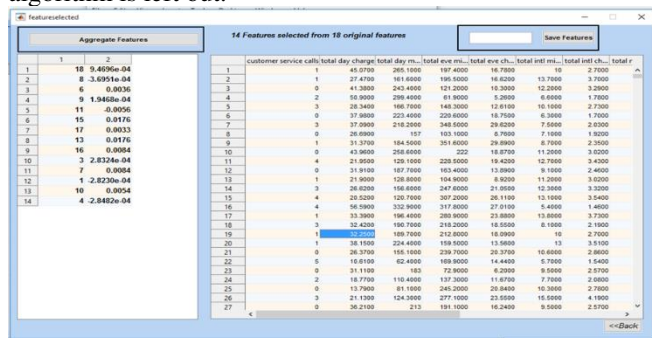 algorithm is left out.
featureselected
Aggregate Features
14 Features selected from 18 original features
Save Features
1 2
1 18 9.4696e-04
2 8 -3.6951e-04
3 6 0.0036
4 9 1.9468e-04
5 11 -0.0056
6 15 0.0176
7 17 0.0033
8 13 0.0176
9 16 0.0084
10 3 2.8324e-04
11 7 0.0084
12 1 -2.8230e-04
13 10 0.0054
14 4 -2.8482e-04
customer service calls total day charge total day m... total eve mi... total eve ch... total intl mi... total intl ch... total r
1 1 45.0700 265.1000 197.4000 16.7800 10 2.7000
2 1 27.4700 161.6000 195.5000 16.6200 13.7000 3.7000
3 0 41.3800 243.4000 121.2000 10.3000 12.2000 3.2900
4 2 50.9000 299.4000 61.9000 5.2600 6.6000 1.7800
5 3 28.3400 166.7000 148.3000 12.6100 10.1000 2.7300
6 0 37.9800 223.4000 220.6000 18.7500 6.3000 1.7000
7 3 37.0900 218.2000 348.5000 29.6200 7.5000 2.0300
8 0 26.6900 157 103.1000 8.7600 7.1000 1.9200
9 1 31.3700 184.5000 351.6000 29.8900 8.7000 2.3500
10 0 43.9600 258.6000 222 18.8700 11.2000 3.0200
11 4 21.9500 129.1000 228.5000 19.4200 12.7000 3.4300
12 0 31.9100 187.7000 163.4000 13.8900 9.1000 2.4600
13 1 21.9000 128.8000 104.9000 8.9200 11.2000 3.0200
14 3 26.6200 156.6000 247.6000 21.0500 12.3000 3.3200
15 4 20.5200 120.7000 307.2000 26.1100 13.1000 3.5400
16 4 56.5900 332.9000 317.8000 27.0100 5.4000 1.4600
17 1 33.3900 196.4000 280.9000 23.8800 13.8000 3.7300
18 3 32.4200 190.7000 218.2000 18.5500 8.1000 2.1900
19 1 32.2500 189.7000 212.8000 18.0900 10 2.7000
20 1 38.1500 224.4000 159.5000 13.5600 13 3.5100
21 0 26.3700 155.1000 239.7000 20.3700 10.6000 2.8600
22 5 10.6100 62.4000 169.9000 14.4400 5.7000 1.5400
23 0 31.1100 183 72.9000 6.2000 9.5000 2.5700
24 2 18.7700 110.4000 137.3000 11.6700 7.7000 2.0800
25 0 13.7900 81.1000 245.2000 20.8400 10.3000 2.7800
26 3 21.1300 124.3000 277.1000 23.5500 15.5000 4.1900
27 0 36.2100 213 191.1000 16.2400 9.5000 2.5700
<<Back